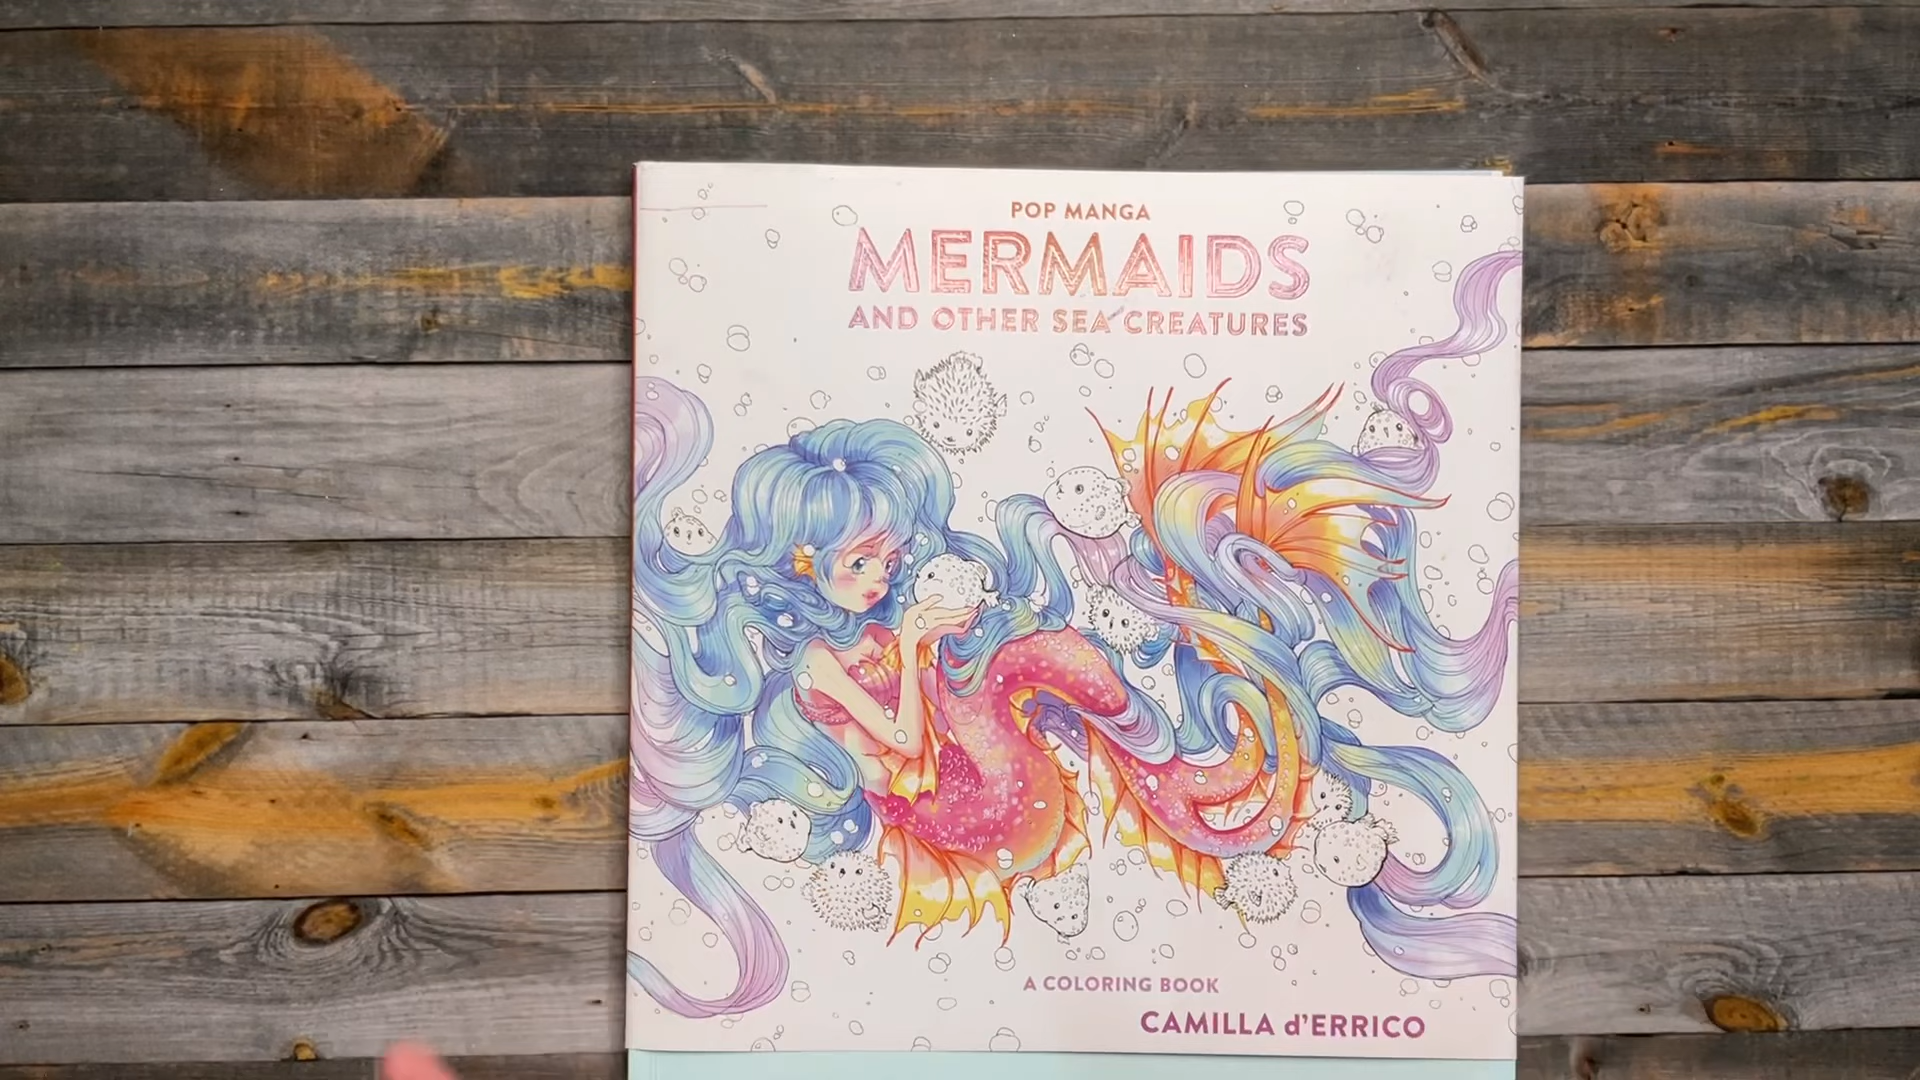 POP MANGA
MERMAIDS
AND OTHER SEA CREATURES
A COLORING BOOK
CAMILLA d'ERRICO